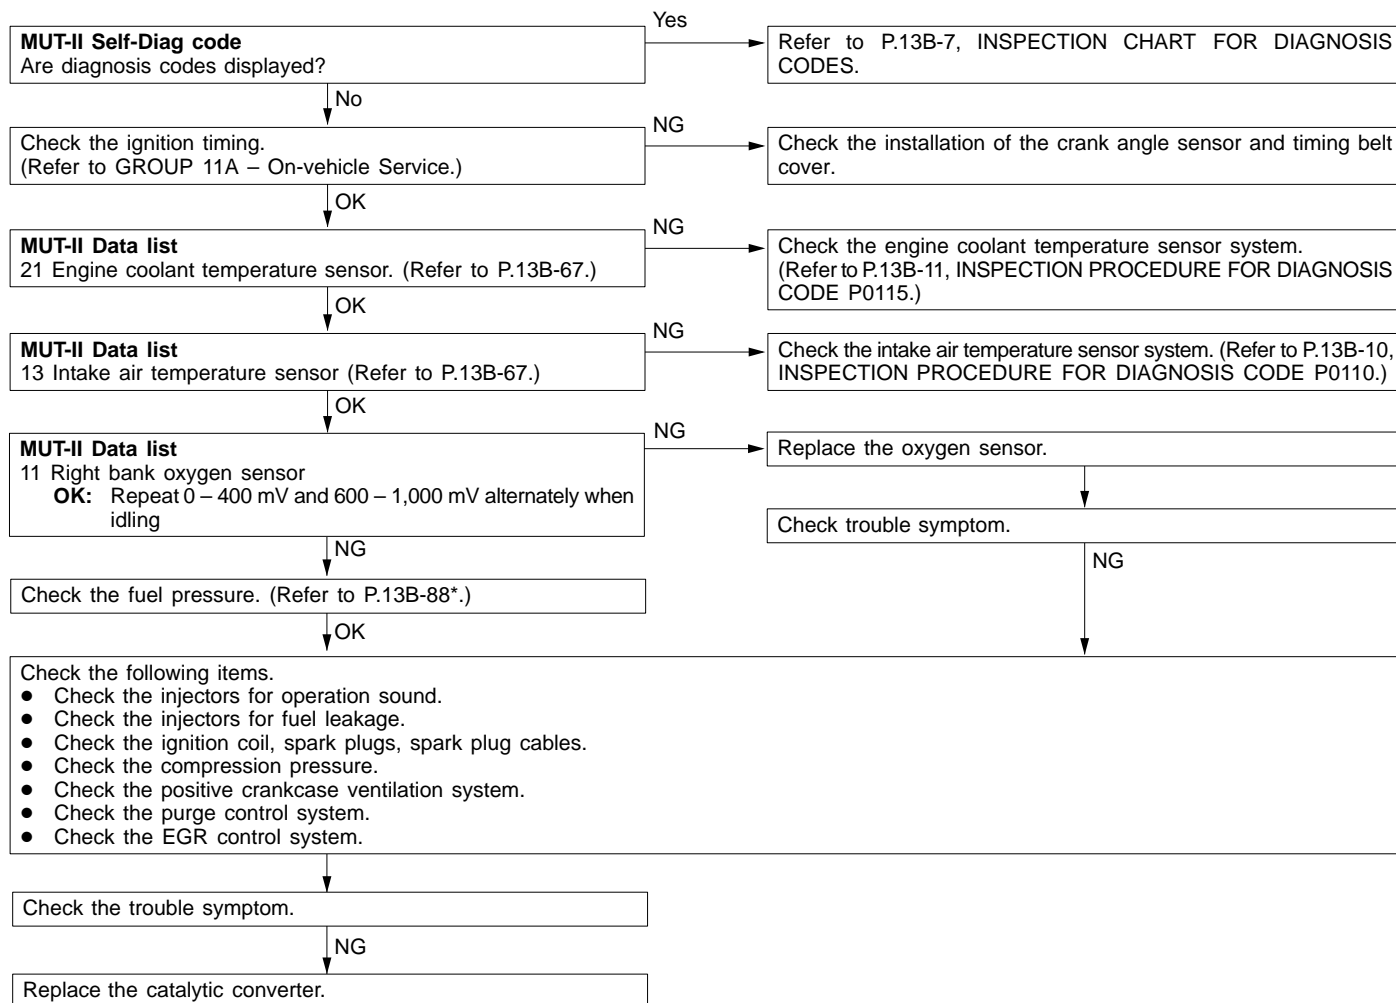 MUT-II Self-Diag code
Are diagnosis codes displayed?
Yes
Refer to P.13B-7, INSPECTION CHART FOR DIAGNOSIS
CODES.
No
Check the ignition timing.
(Refer to GROUP 11A – On-vehicle Service.)
NG
Check the installation of the crank angle sensor and timing belt
cover.
OK
MUT-II Data list
21 Engine coolant temperature sensor. (Refer to P.13B-67.)
NG
Check the engine coolant temperature sensor system.
(Refer to P.13B-11, INSPECTION PROCEDURE FOR DIAGNOSIS
CODE P0115.)
OK
MUT-II Data list
13 Intake air temperature sensor (Refer to P.13B-67.)
NG
Check the intake air temperature sensor system. (Refer to P.13B-10,
INSPECTION PROCEDURE FOR DIAGNOSIS CODE P0110.)
OK
MUT-II Data list
11 Right bank oxygen sensor
OK: Repeat 0 – 400 mV and 600 – 1,000 mV alternately when
idling
NG
Replace the oxygen sensor.
Check trouble symptom.
NG
NG
Check the fuel pressure. (Refer to P.13B-88*.)
OK
Check the following items.
● Check the injectors for operation sound.
● Check the injectors for fuel leakage.
● Check the ignition coil, spark plugs, spark plug cables.
● Check the compression pressure.
● Check the positive crankcase ventilation system.
● Check the purge control system.
● Check the EGR control system.
Check the trouble symptom.
NG
Replace the catalytic converter.